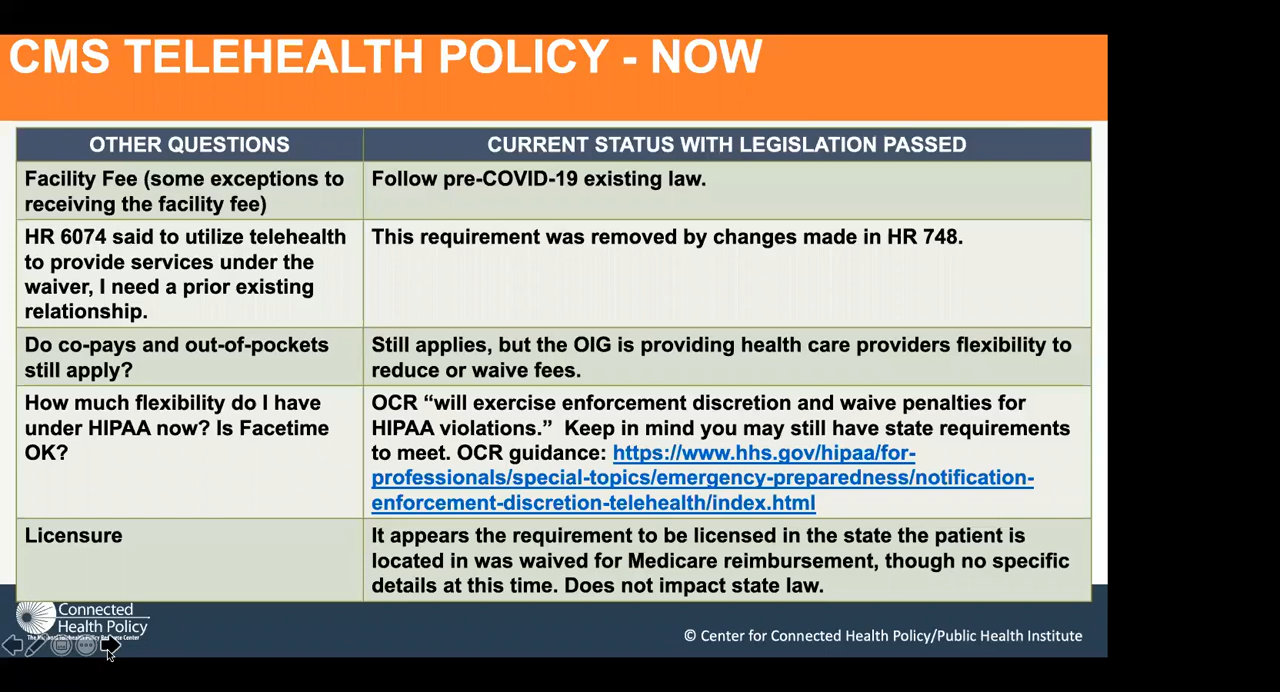 CMS TELEHEALTH POLICY - NOW
OTHER QUESTIONS
CURRENT STATUS WITH LEGISLATION PASSED
Facility Fee (some exceptions to
receiving the facility fee)
Follow pre-COVID-19 existing law.
HR 6074 said to utilize telehealth
to provide services under the
waiver, I need a prior existing
relationship.
This requirement was removed by changes made in HR 748.
Do co-pays and out-of-pockets
still apply?
Still applies, but the OIG is providing health care providers flexibility to
reduce or waive fees.
How much flexibility do I have
under HIPAA now? Is Facetime
OK?
OCR “will exercise enforcement discretion and waive penalties for
HIPAA violations.”  Keep in mind you may still have state requirements
to meet. OCR guidance: https://www.hhs.gov/hipaa/for-
professionals/special-topics/emergency-preparedness/notification-
enforcement-discretion-telehealth/index.html
Licensure
It appears the requirement to be licensed in the state the patient is
located in was waived for Medicare reimbursement, though no specific
details at this time. Does not impact state law.
Connected
Health Policy
© Center for Connected Health Policy/Public Health Institute